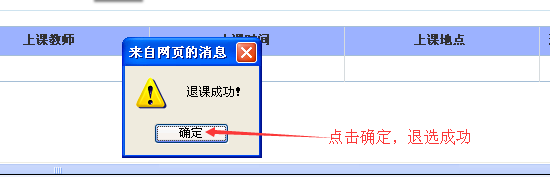 上课教师 上课时间 上课地点
来自网页的消息
退课成功!
确定
点击确定，退选成功